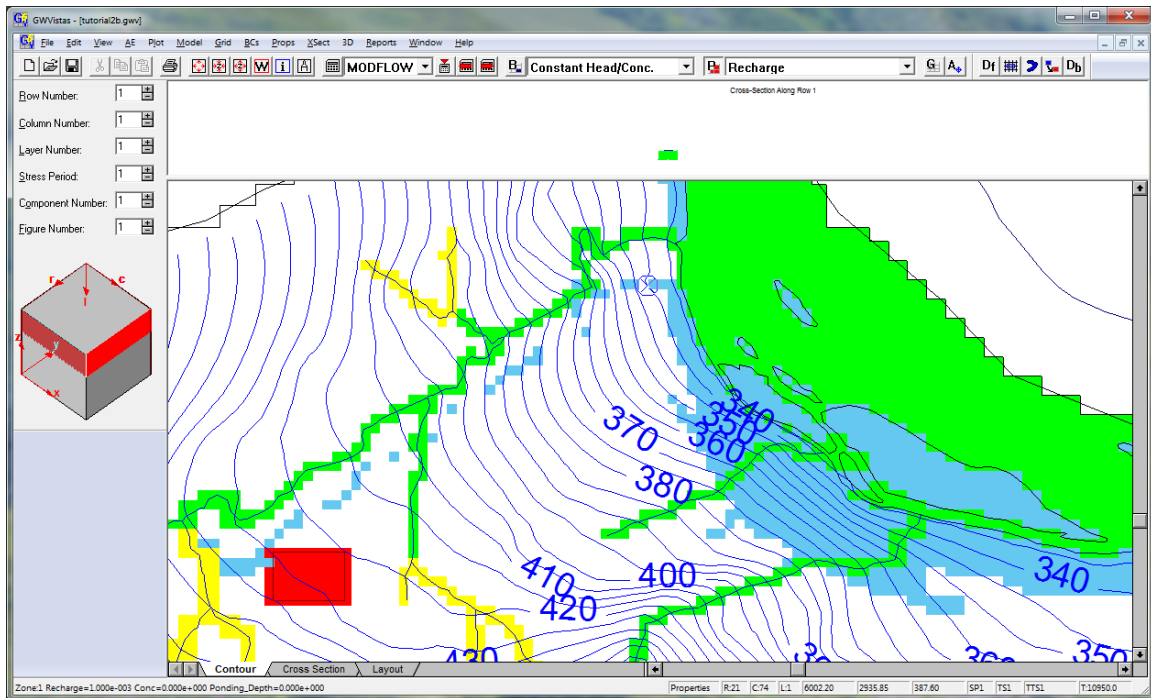 GWVistas - [tutorial2b.gwv]
File Edit View AE Plot Model Grid BCs Props XSect 3D Reports Window Help
W i A MODFLOW B Constant Head/Conc. P Recharge G A+ Df Db
Row Number: 1
Column Number: 1
Layer Number: 1
Stress Period: 1
Component Number: 1
Figure Number: 1
r c
l
z y
x
Cross-Section Along Row 1
340
350
360
370
380
400
410
420
340
430
350
Contour Cross Section Layout
Zone:1 Recharge=1.000e-003 Conc=0.000e+000 Ponding_Depth=0.000e+000 Properties R:21 C:74 L:1 6002.20 2935.85 387.60 SP1 TS1 TTS1 T:10950.0